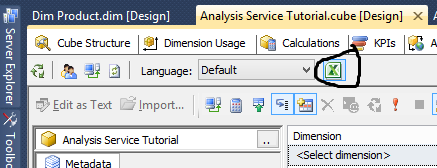 Dim Product.dim [Design]
Analysis Service Tutorial.cube [Design]
Cube Structure Dimension Usage Calculations KPIs
Language: Default
Edit as Text Import...
Analysis Service Tutorial ..
Dimension
Metadata
<Select dimension>
Server Explorer
Toolbox